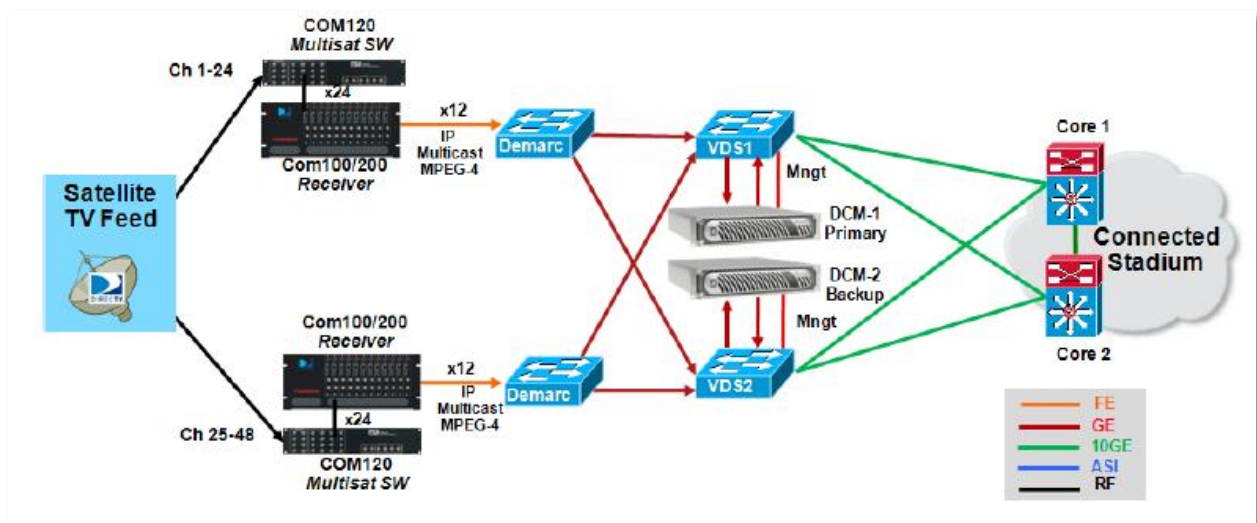 COM120
Multisat SW
Ch 1-24
x24
Com100/200
Receiver
x12
IP
Multicast
MPEG-4
Demarc
VDS1
Mngt
DCM-1
Primary
Core 1
Satellite
TV Feed
DIRECTV
Connected
Stadium
DCM-2
Backup
Mngt
Core 2
Com100/200
Receiver
x12
IP
Multicast
MPEG-4
Demarc
VDS2
Ch 25-48
x24
COM120
Multisat SW
FE
GE
10GE
ASI
RF